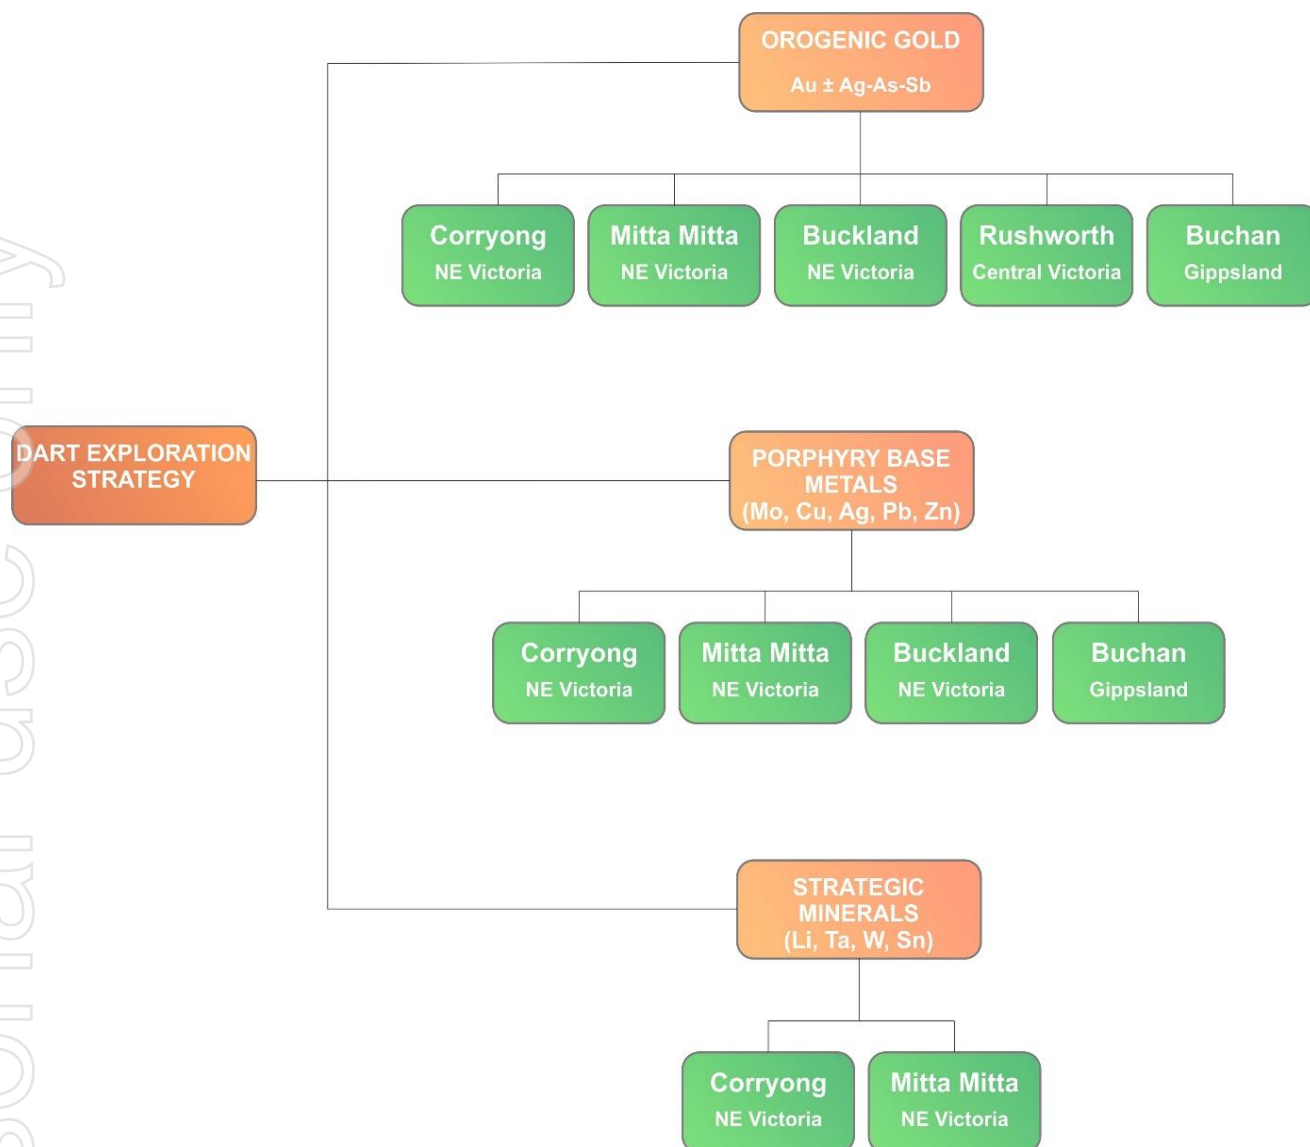 OROGENIC GOLD
Au ± Ag-As-Sb
Corryong
NE Victoria
Mitta Mitta
NE Victoria
Buckland
NE Victoria
Rushworth
Central Victoria
Buchan
Gippsland
DART EXPLORATION
STRATEGY
PORPHYRY BASE
METALS
(Mo, Cu, Ag, Pb, Zn)
Corryong
NE Victoria
Mitta Mitta
NE Victoria
Buckland
NE Victoria
Buchan
Gippsland
STRATEGIC
MINERALS
(Li, Ta, W, Sn)
Corryong
NE Victoria
Mitta Mitta
NE Victoria